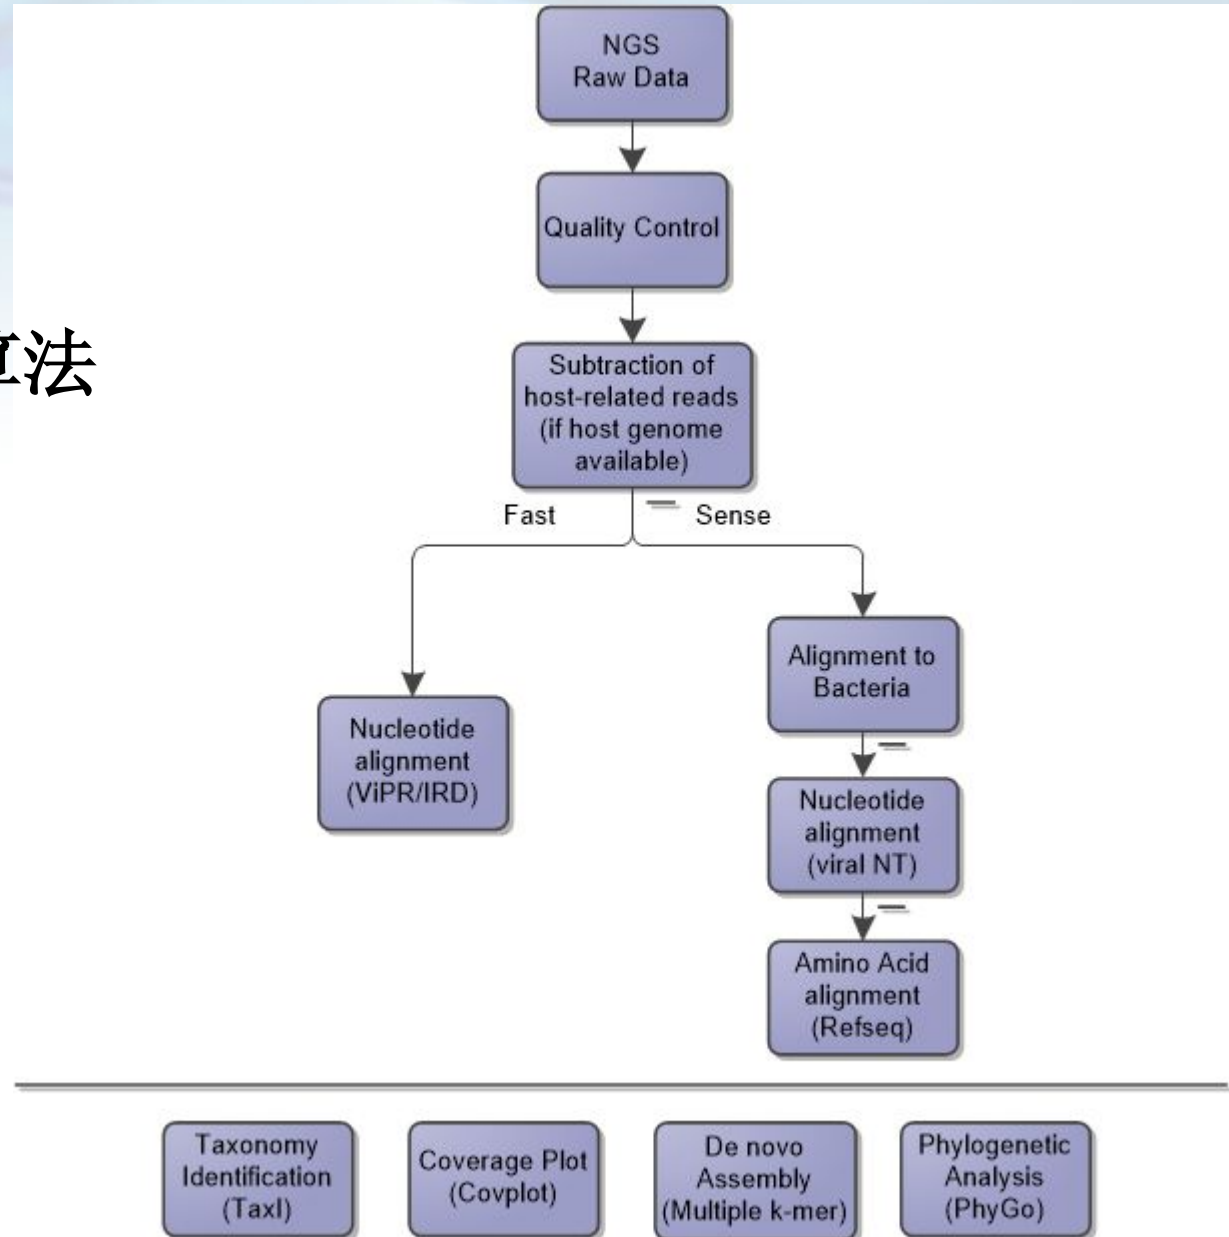 NGS
Raw Data
Quality Control
算法
Subtraction of
host-related reads
(if host genome
available)
Fast
Sense
Alignment to
Bacteria
Nucleotide
alignment
(ViPR/IRD)
Nucleotide
alignment
(viral NT)
Amino Acid
alignment
(Refseq)
Taxonomy
Identification
(TaxI)
Coverage Plot
(Covplot)
De novo
Assembly
(Multiple k-mer)
Phylogenetic
Analysis
(PhyGo)